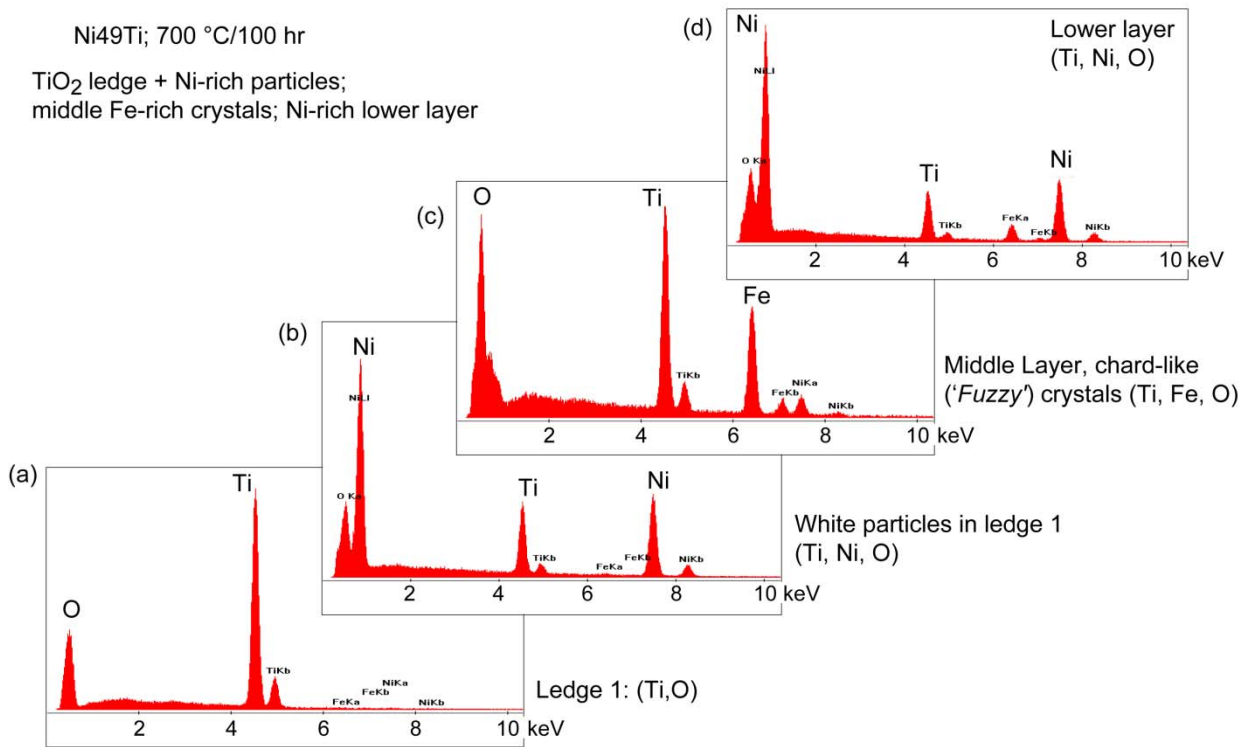 Ni49Ti; 700 °C/100 hr
TiO2 ledge + Ni-rich particles;
middle Fe-rich crystals; Ni-rich lower layer
(d)
Ni
Lower layer
(Ti, Ni, O)
NiLl
O Ka
Ti
Ni
TiKb
FeKa
FeKb
NiKb
2 4 6 8 10 keV
(c)
O
Ti
Fe
TiKb
FeKb
NiKa
NiKb
2 4 6 8 10 keV
Middle Layer, chard-like
('Fuzzy') crystals (Ti, Fe, O)
(b)
Ni
NiLl
O Ka
Ti
Ni
TiKb
FeKa
FeKb
NiKb
2 4 6 8 10 keV
White particles in ledge 1
(Ti, Ni, O)
(a)
Ti
O
TiKb
FeKa
FeKb
NiKa
NiKb
2 4 6 8 10 keV
Ledge 1: (Ti,O)